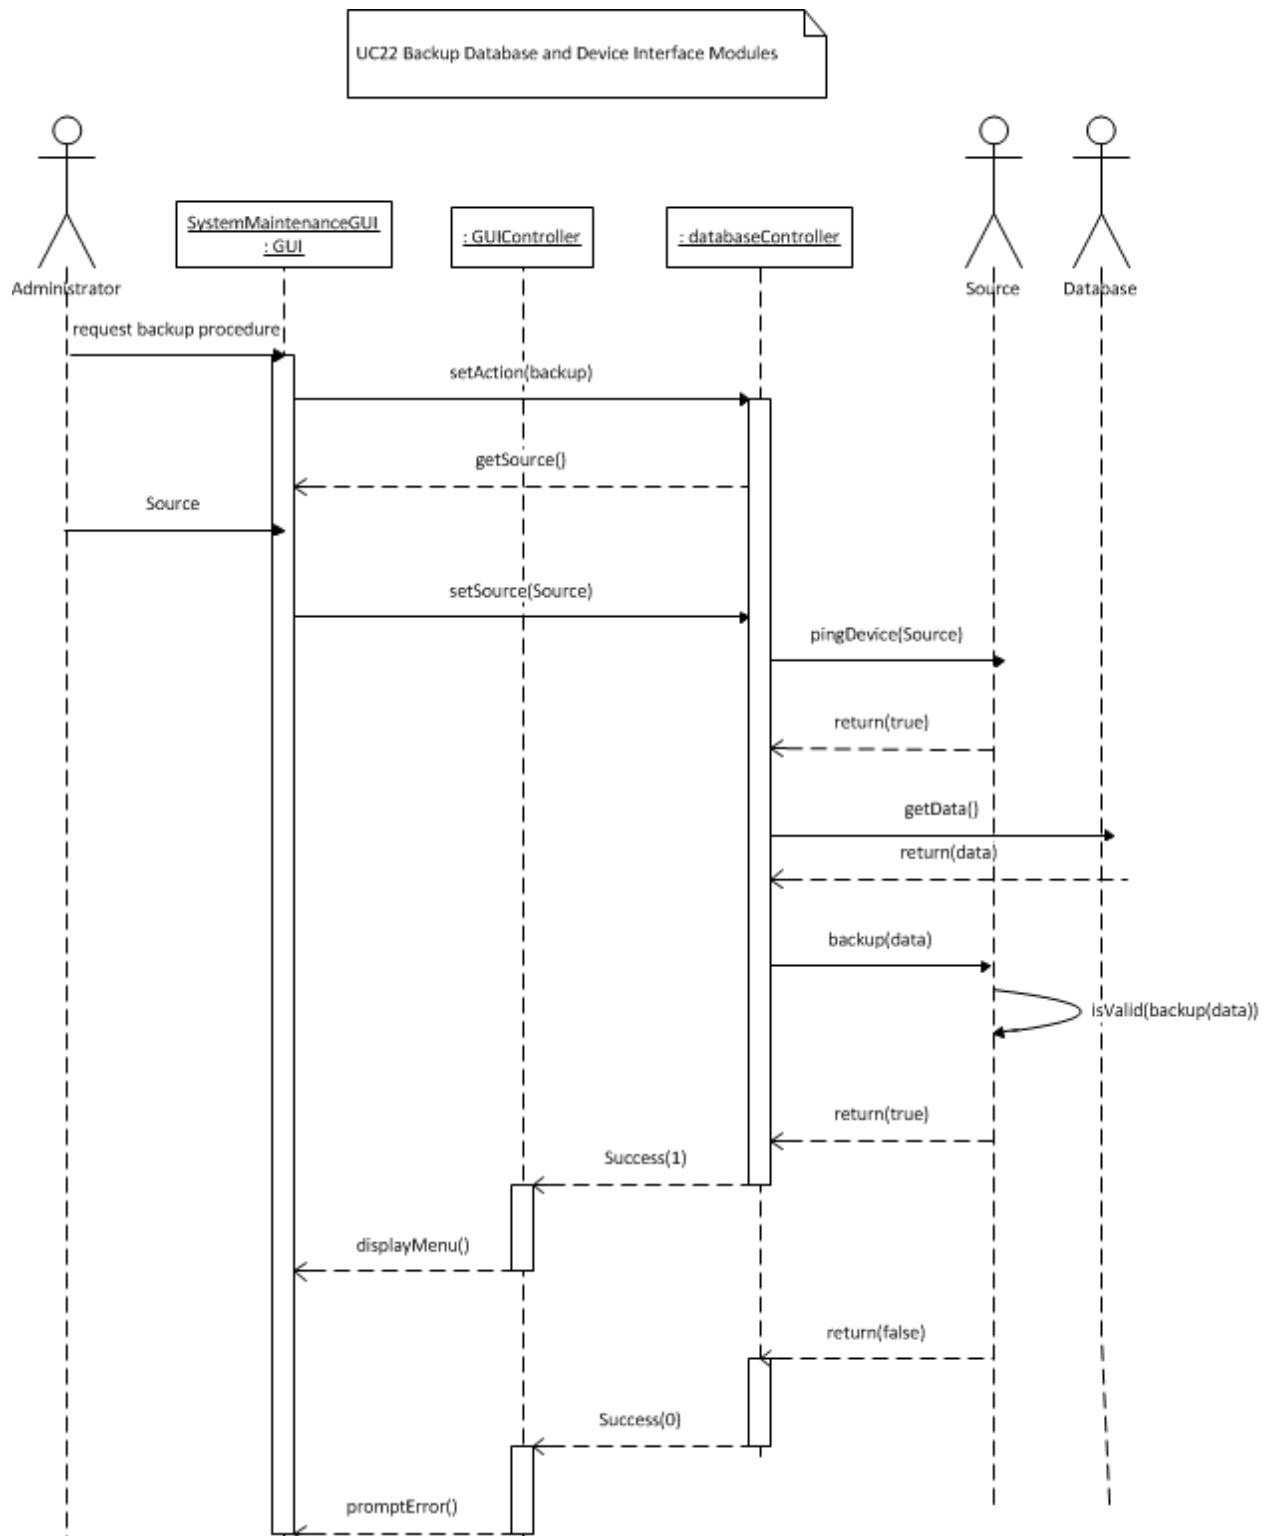 UC22 Backup Database and Device Interface Modules
SystemMaintenanceGUI
: GUI
: GUIController
: databaseController
Administrator
Source
Database
request backup procedure
setAction(backup)
getSource()
Source
setSource(Source)
pingDevice(Source)
return(true)
getData()
return(data)
backup(data)
isValid(backup(data))
return(true)
Success(1)
displayMenu()
return(false)
Success(0)
promptError()